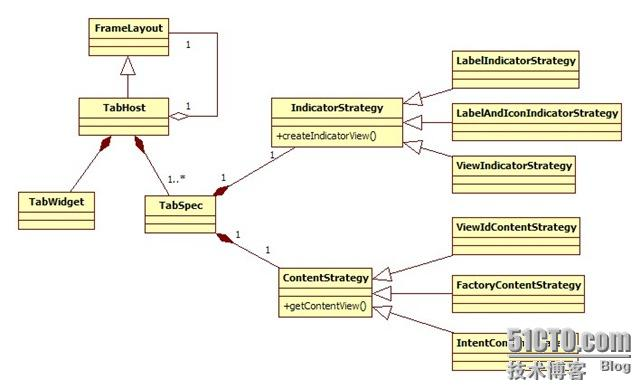 FrameLayout
1
TabHost
1
LabelIndicatorStrategy
IndicatorStrategy
+createIndicatorView()
LabelAndIconIndicatorStrategy
ViewIndicatorStrategy
1
1..*
1
TabWidget
TabSpec
1
1
ViewIdContentStrategy
ContentStrategy
+getContentView()
FactoryContentStrategy
51CTO.com
技术博客 Blog